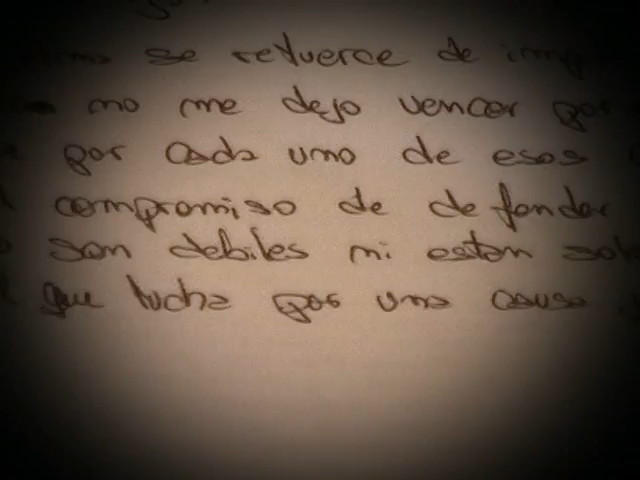 se retuerce de
no me dejo vencer por
por cada uno de esos
compromiso de defender
son debiles ni estan
que lucha por una causa